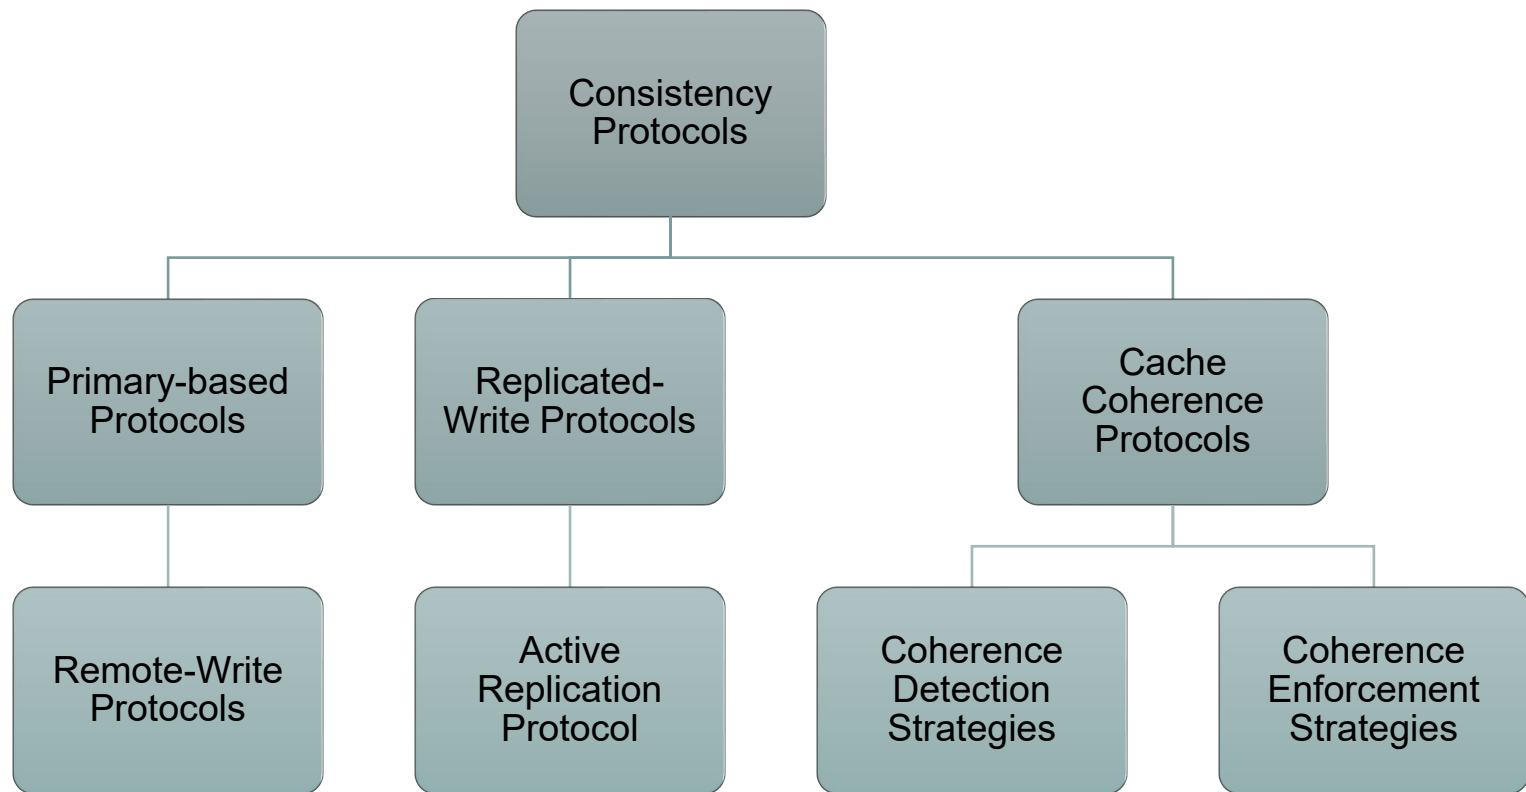 Consistency
Protocols
Primary-based
Protocols
Replicated-
Write Protocols
Cache
Coherence
Protocols
Remote-Write
Protocols
Active
Replication
Protocol
Coherence
Detection
Strategies
Coherence
Enforcement
Strategies